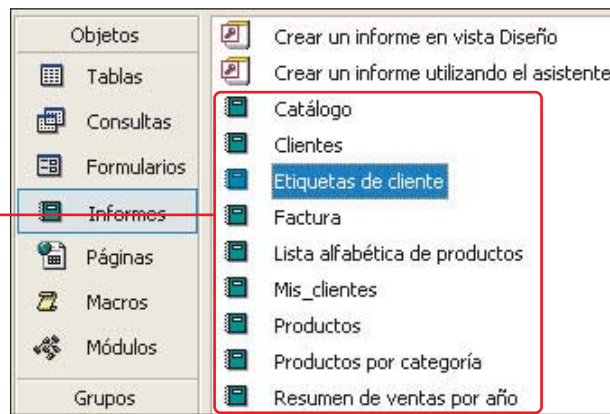 Objetos
Tablas
Consultas
Formularios
Informes
Páginas
Macros
Módulos
Grupos
Crear un informe en vista Diseño
Crear un informe utilizando el asistente
Catálogo
Clientes
Etiquetas de cliente
Factura
Lista alfabética de productos
Mis_clientes
Productos
Productos por categoría
Resumen de ventas por año